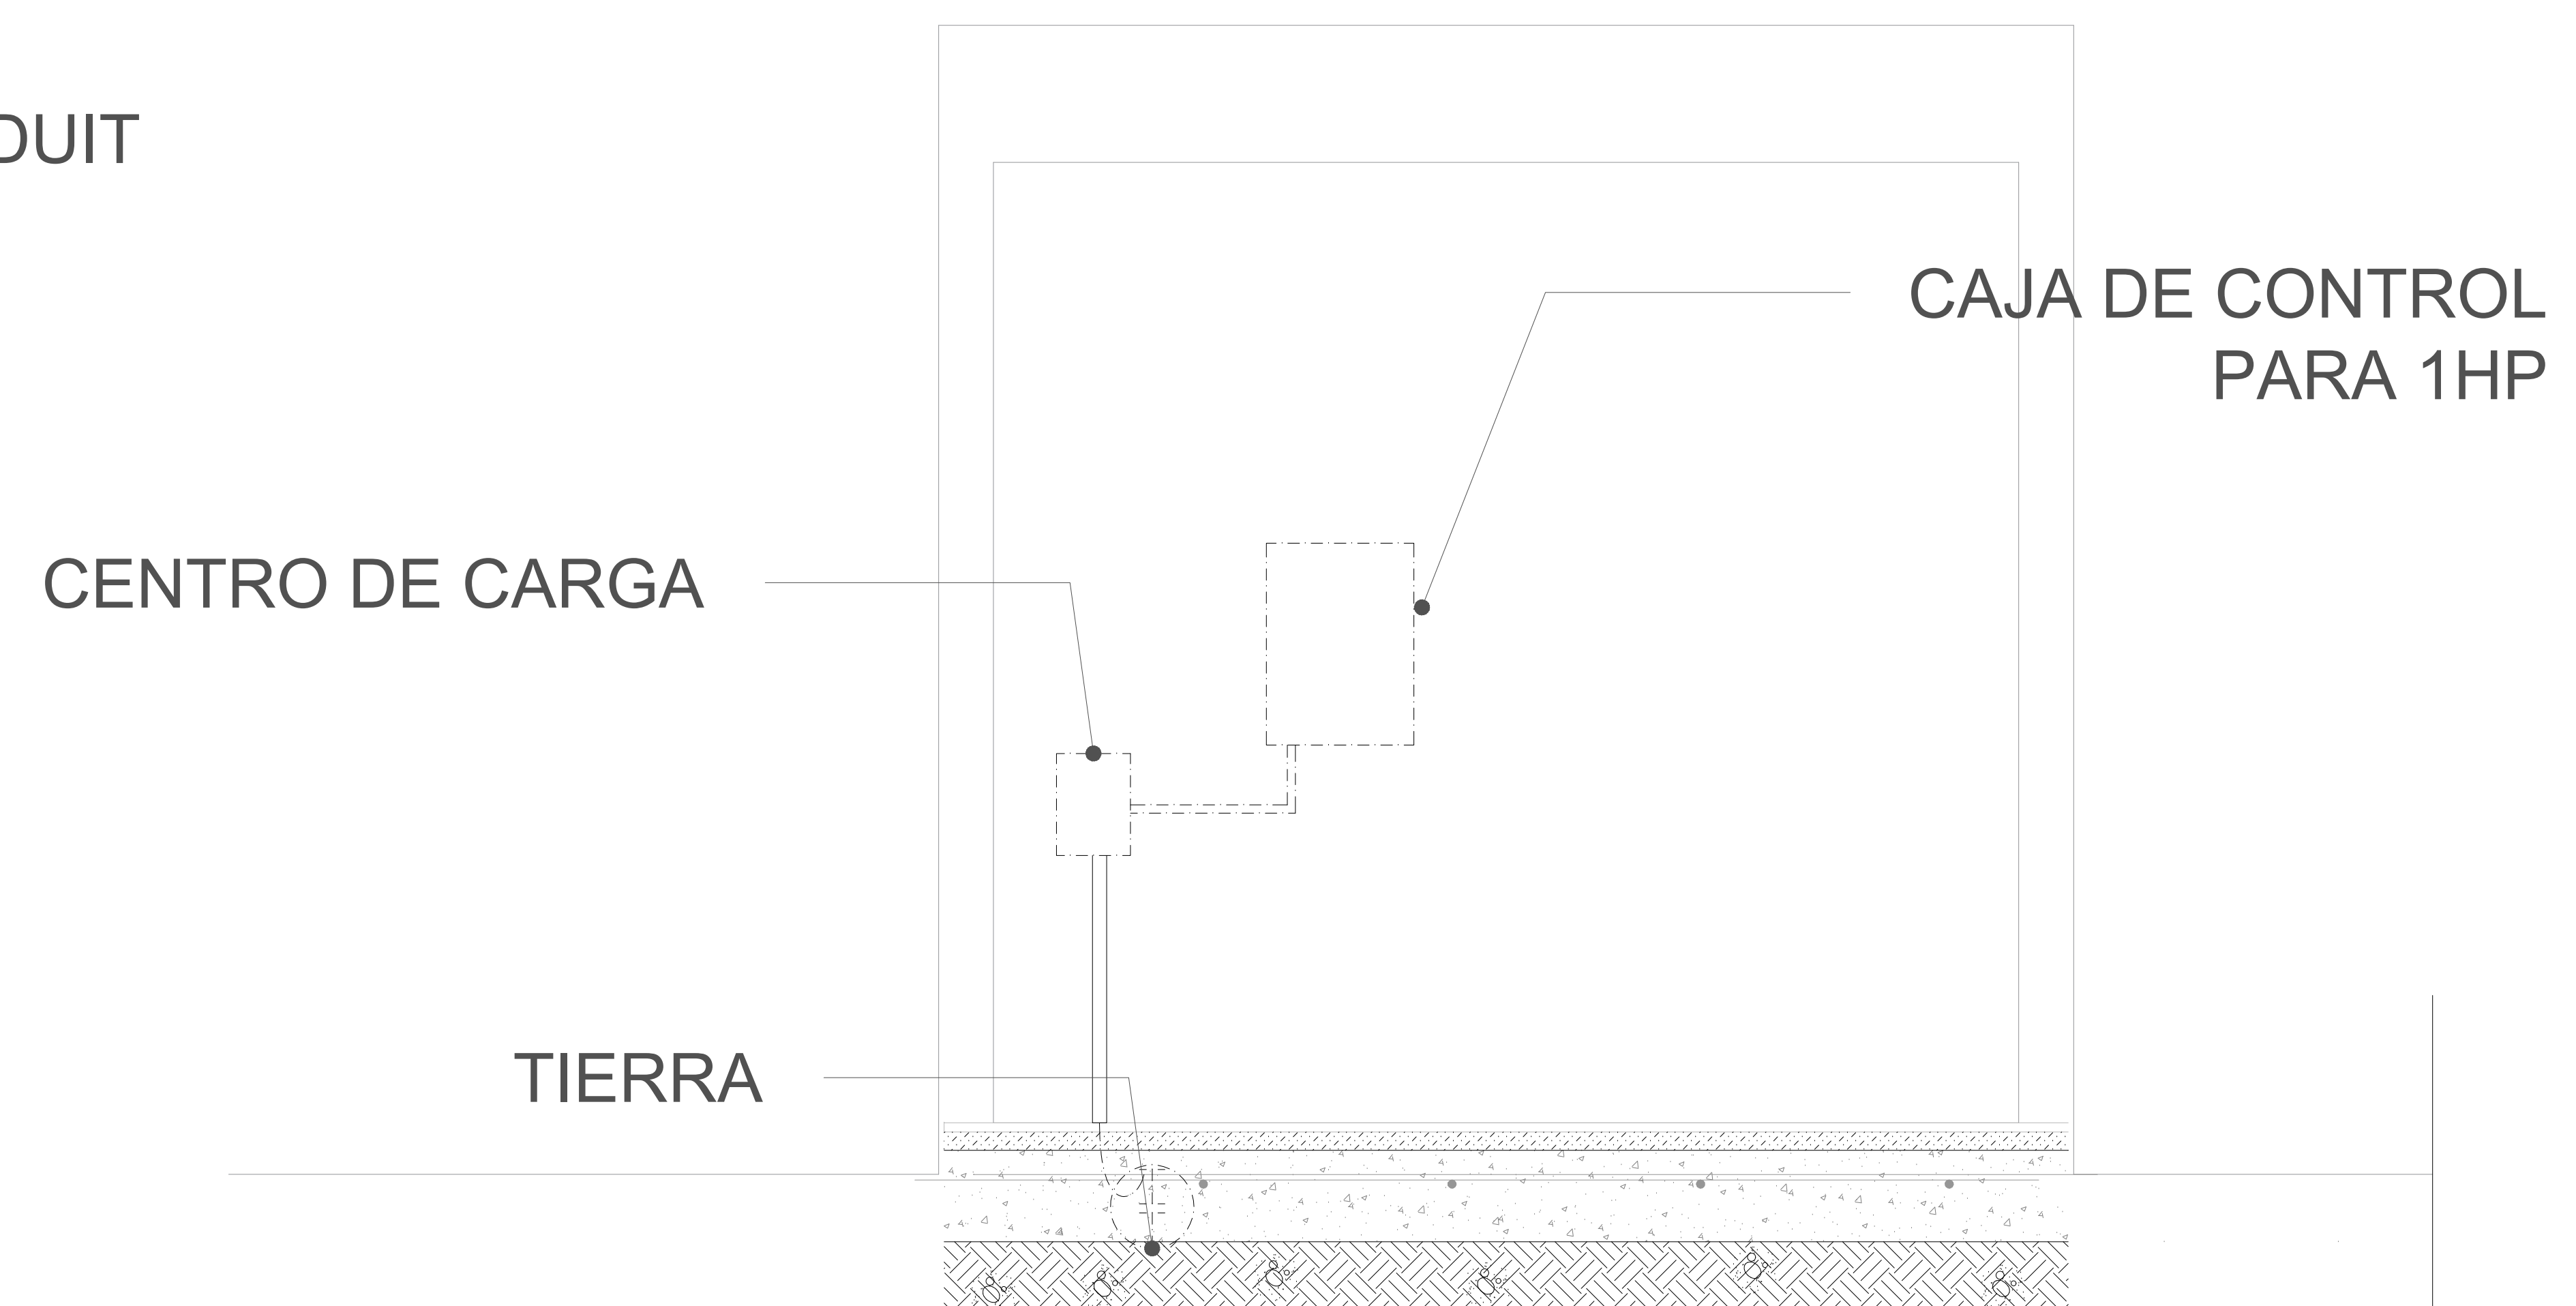 DUIT
CAJA DE CONTROL
PARA 1HP
CENTRO DE CARGA
TIERRA